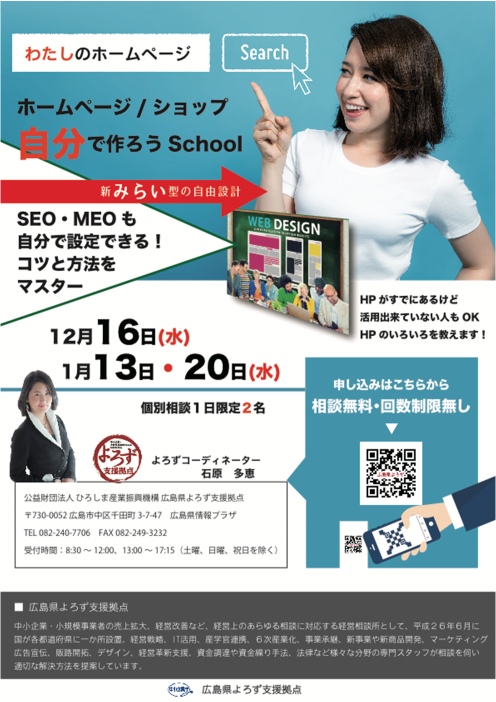 わたしのホームページ
Search
ホームページ / ショップ
自分で作ろう School
新みらい型の自由設計
SEO・MEO も
自分で設定できる！
コツと方法を
マスター
WEB DESIGN
HP がすでにあるけど
活用出来ていない人も OK
HP のいろいろを教えます！
12月16日(水)
1月13日・20日(水)
個別相談１日限定２名
申し込みはこちらから
相談無料・回数制限無し
よろず
支援拠点
よろずコーディネーター
石原　多恵
公益財団法人 ひろしま産業振興機構 広島県よろず支援拠点
〒730-0052 広島市中区千田町 3-7-47　広島県情報プラザ
TEL 082-240-7706　FAX 082-249-3232
受付時間：8:30 ～ 12:00、13:00 ～ 17:15（土曜、日曜、祝日を除く）
■ 広島県よろず支援拠点
中小企業・小規模事業者の売上拡大、経営改善など、経営上のあらゆる相談に対応する経営相談所として、平成２６年６月に
国が各都道府県に一か所設置。経営戦略、IT活用、産学官連携、６次産業化、事業承継、新事業や新商品開発、マーケティング
広告宣伝、販路開拓、デザイン、経営革新支援、資金調達や資金繰り手法、法律など様々な分野の専門スタッフが相談を伺い
適切な解決方法を提案しています。
広島県よろず支援拠点